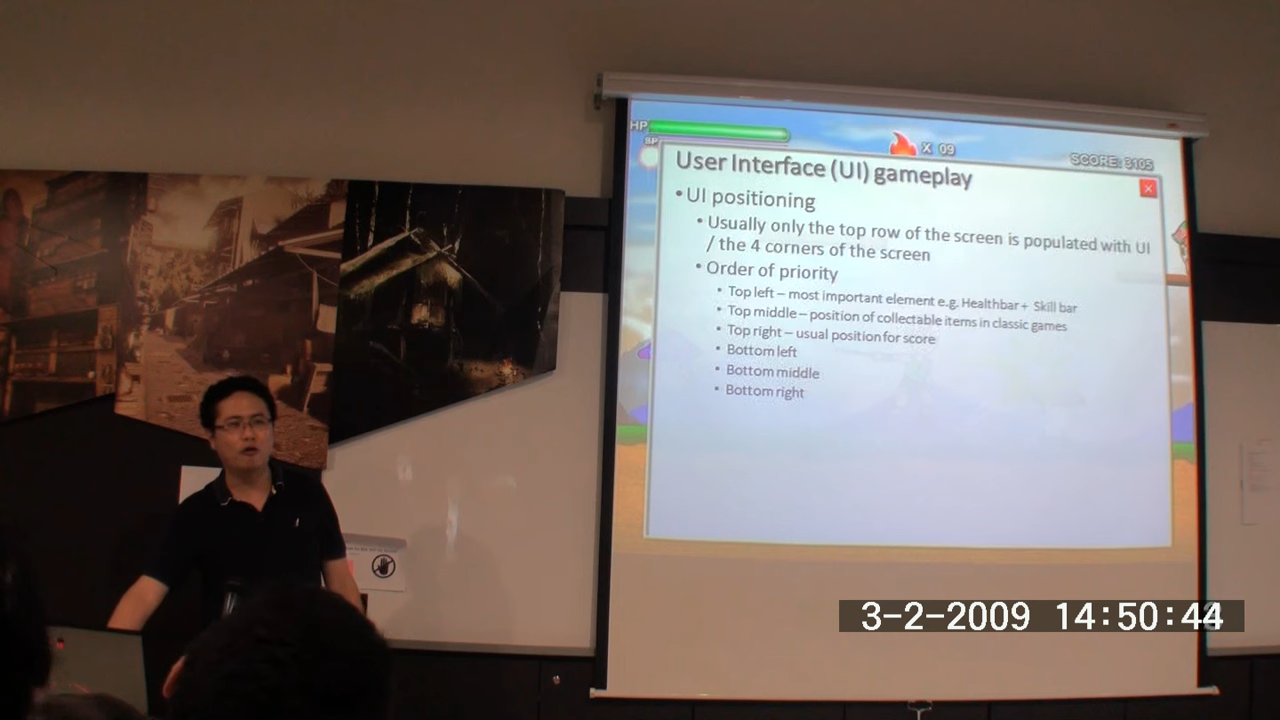 HP
SP
X 09
SCORE: 3105
User Interface (UI) gameplay
•UI positioning
• Usually only the top row of the screen is populated with UI
/ the 4 corners of the screen
• Order of priority
• Top left – most important element e.g. Healthbar + Skill bar
• Top middle – position of collectable items in classic games
• Top right – usual position for score
• Bottom left
• Bottom middle
• Bottom right
3-2-2009 14:50:44